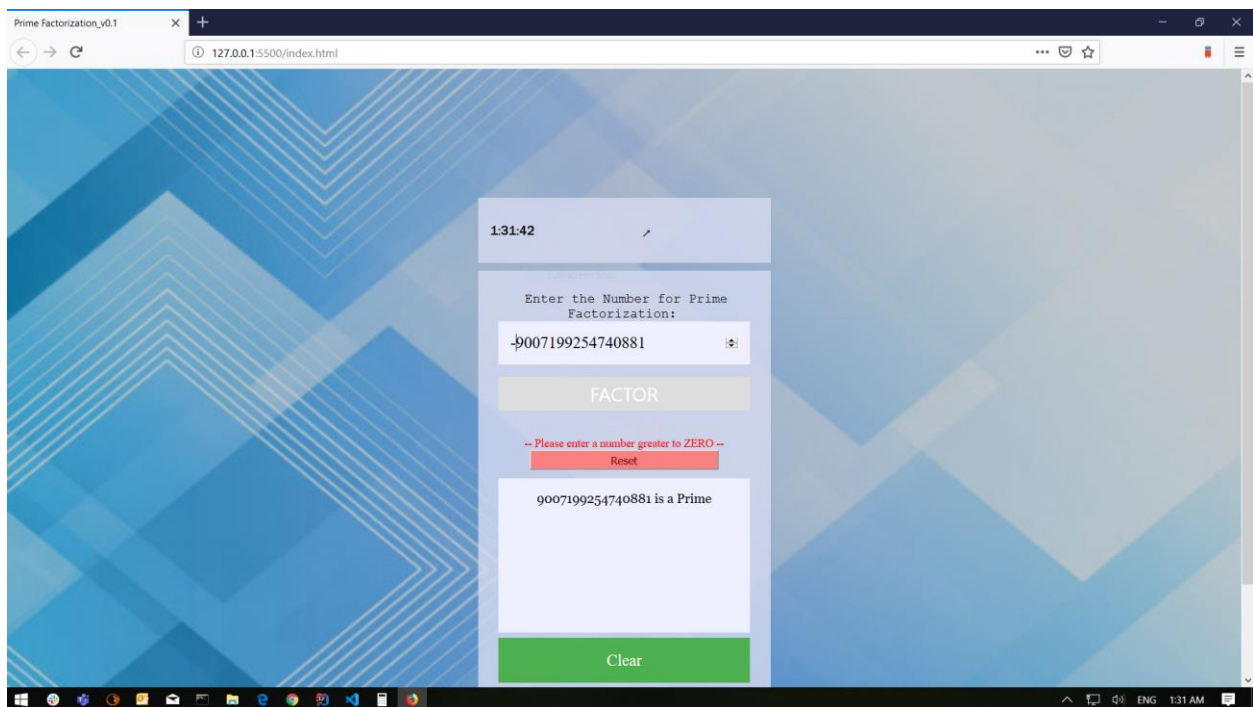 Prime Factorization_v0.1
127.0.0.1:5500/index.html
1:31:42
Enter the Number for Prime
Factorization:
-9007199254740881
FACTOR
-- Please enter a number greater to ZERO --
Reset
9007199254740881 is a Prime
Clear
ENG 1:31 AM